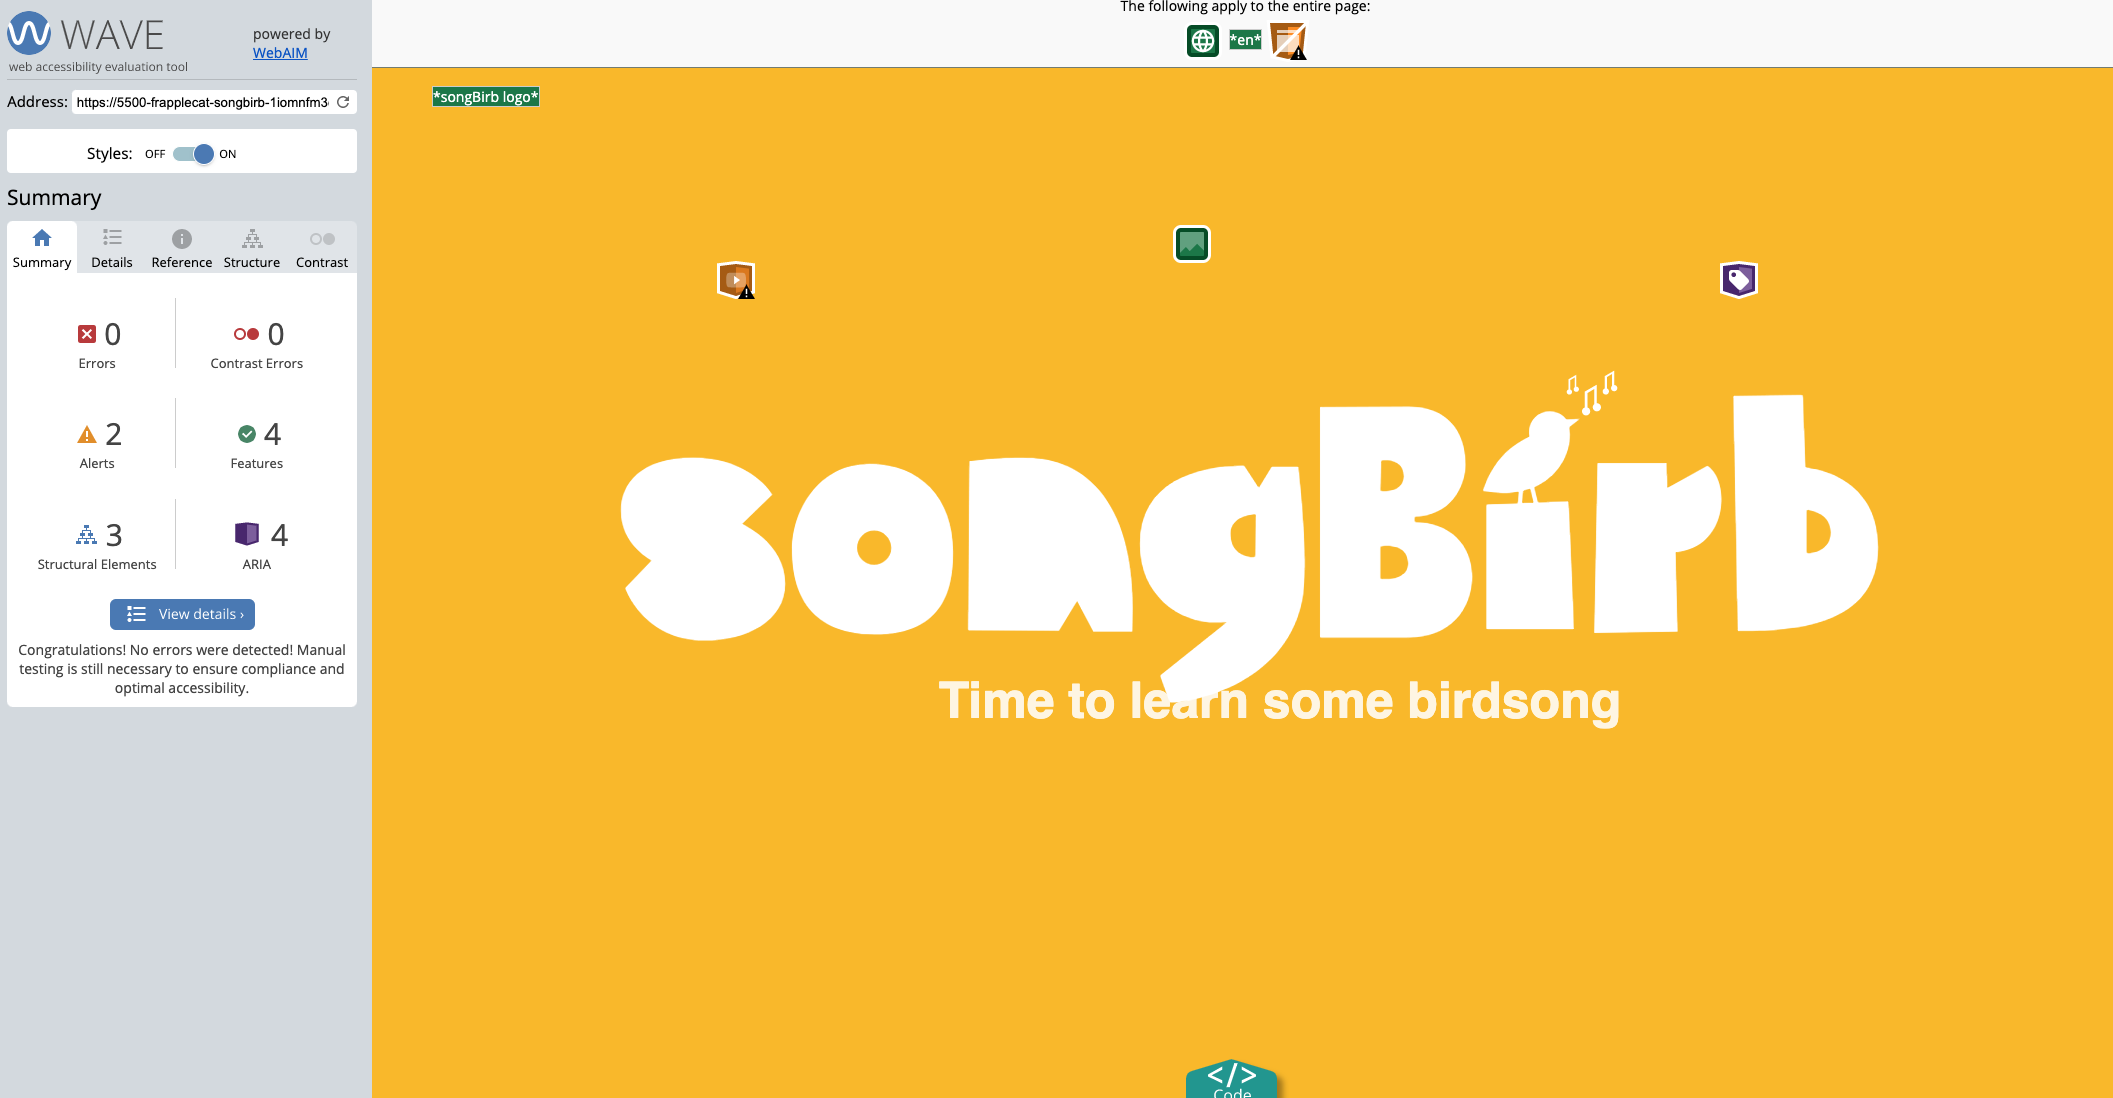 WAVE
web accessibility evaluation tool
powered by
WebAIM
Address: https://5500-frapplecat-songbirb-1iomnfm3
Styles: OFF ON
Summary
Summary Details Reference Structure Contrast
0 0
Errors Contrast Errors
2 4
Alerts Features
3 4
Structural Elements ARIA
View details ›
Congratulations! No errors were detected! Manual
testing is still necessary to ensure compliance and
optimal accessibility.
The following apply to the entire page:
*en*
*songBirb logo*
songBirb
Time to learn some birdsong
</>
Code